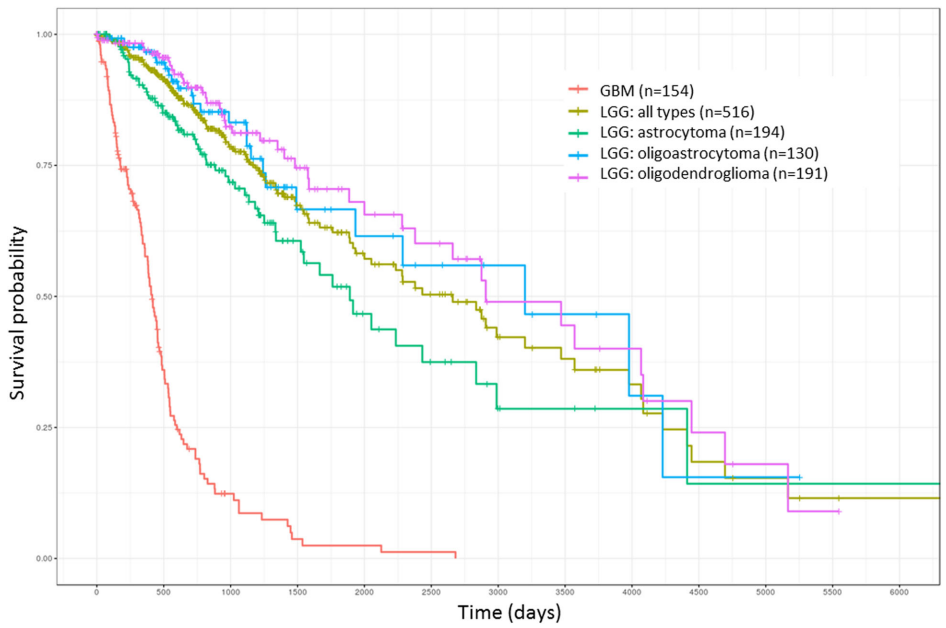 1.00
0.75
0.50
0.25
0.00
Survival probability
GBM (n=154)
LGG: all types (n=516)
LGG: astrocytoma (n=194)
LGG: oligoastrocytoma (n=130)
LGG: oligodendroglioma (n=191)
0 500 1000 1250 1500 2000 2500 3000 3500 4000 4500 5000 5500 6000
Time (days)